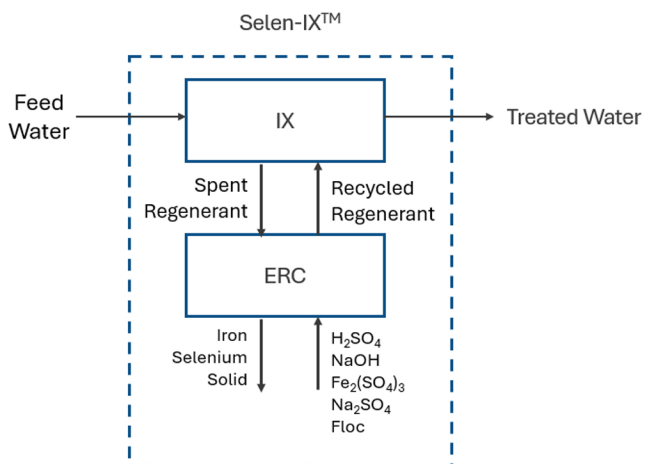 Selen-IX™
Feed
Water
IX
Treated Water
Spent
Regenerant
Recycled
Regenerant
ERC
Iron
Selenium
Solid
H₂SO₄
NaOH
Fe₂(SO₄)₃
Na₂SO₄
Floc